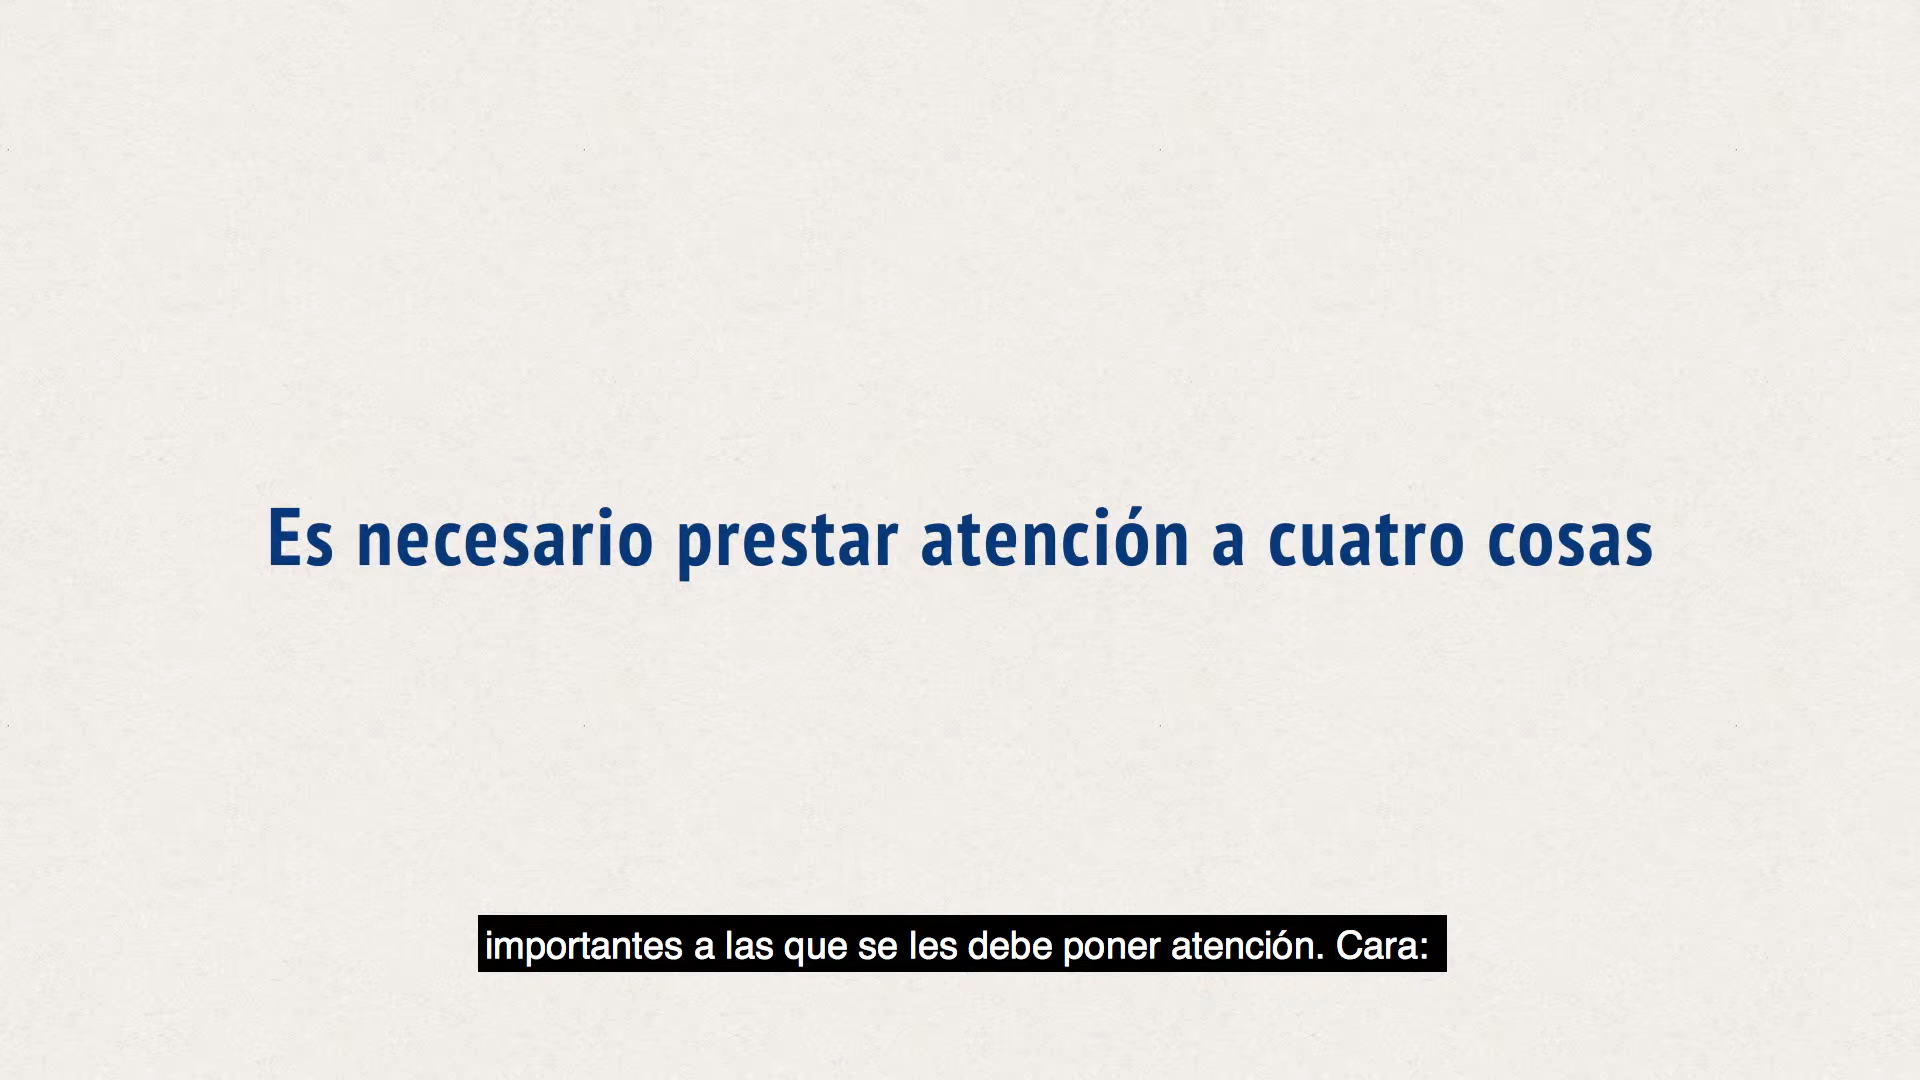 Es necesario prestar atención a cuatro cosas
importantes a las que se les debe poner atención. Cara: